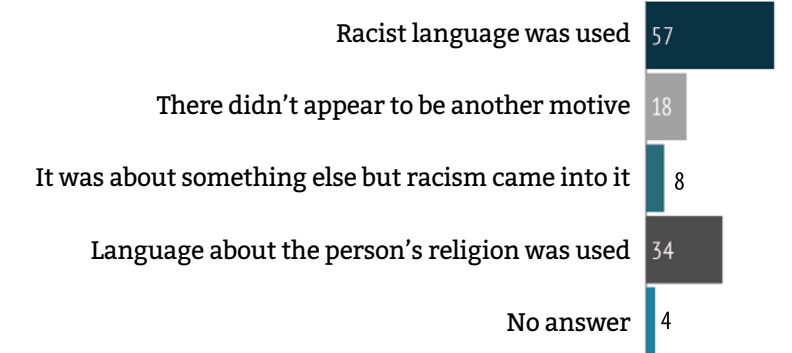 Racist language was used 57
There didn’t appear to be another motive 18
It was about something else but racism came into it 8
Language about the person’s religion was used 34
No answer 4